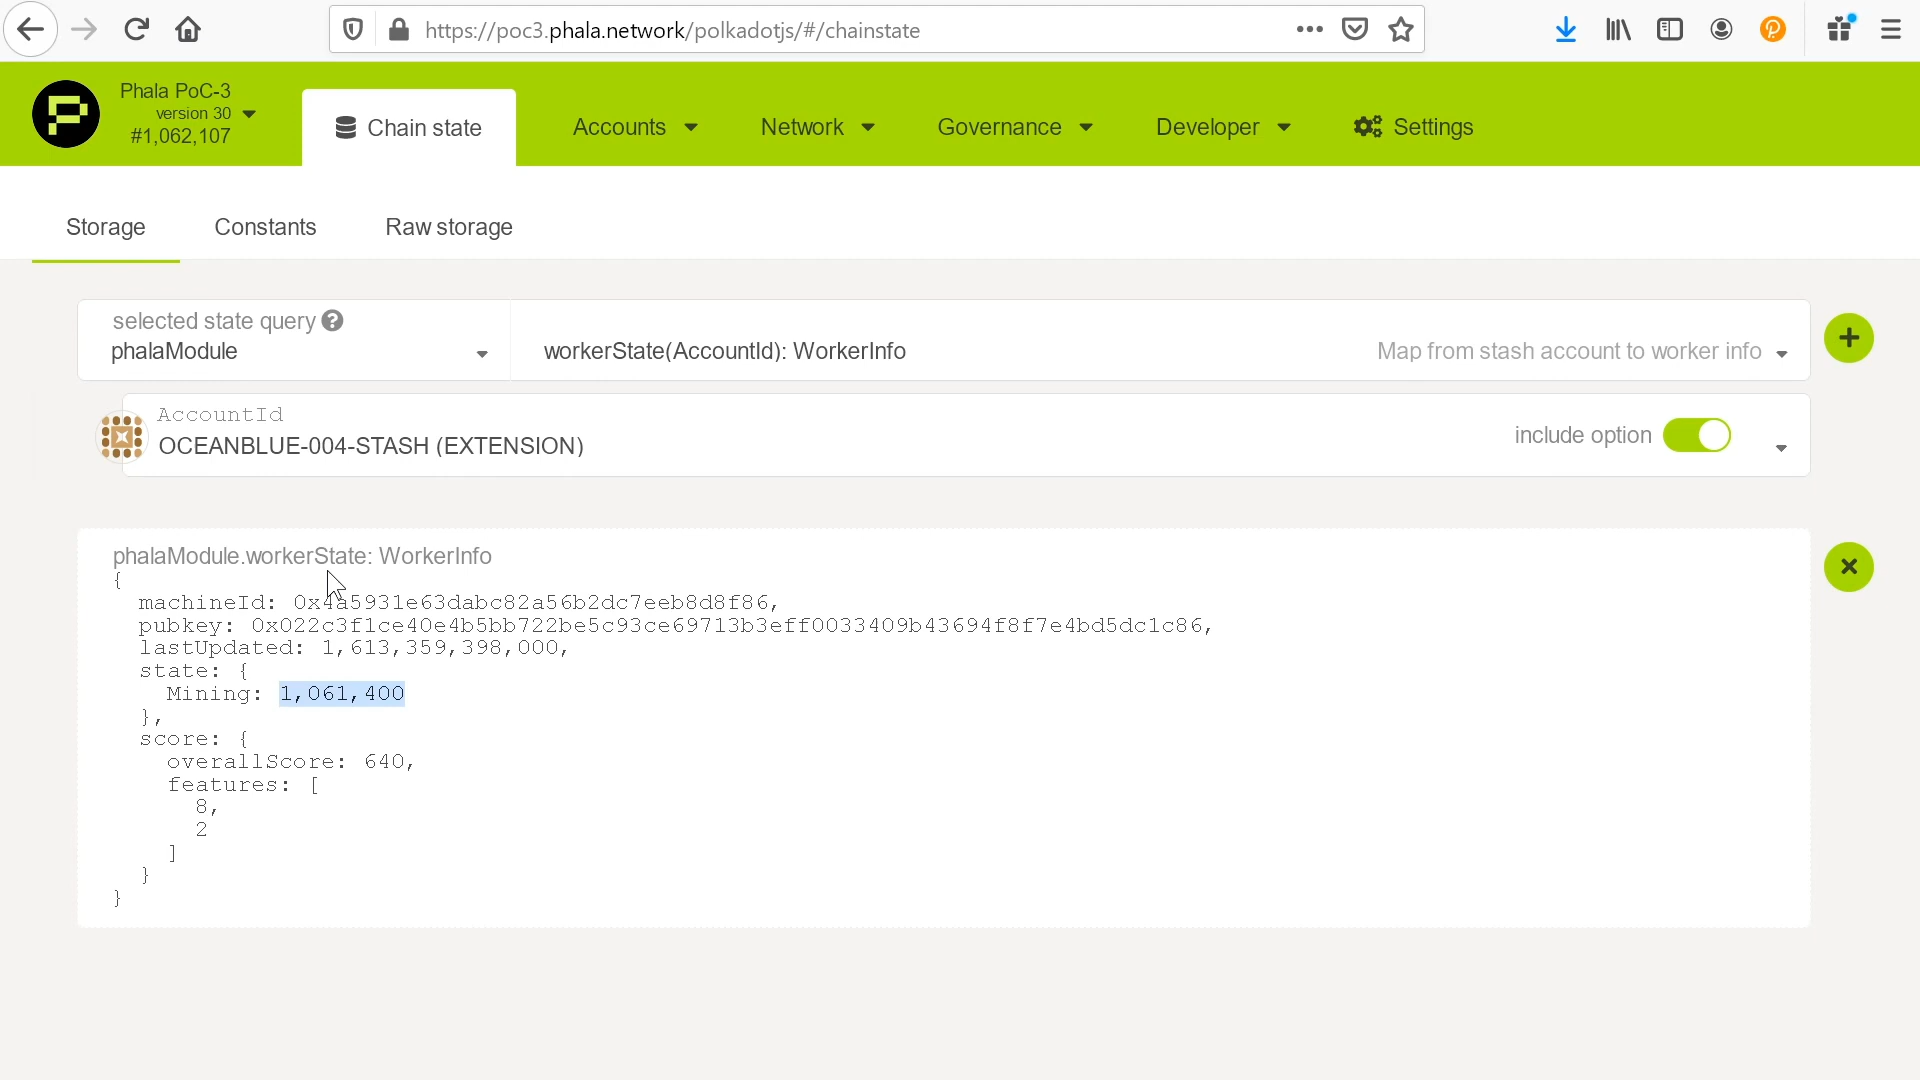 https://poc3.phala.network/polkadotjs/#/chainstate
Phala PoC-3
version 30
#1,062,107
Chain state
Accounts
Network
Governance
Developer
Settings
Storage
Constants
Raw storage
selected state query
phalaModule
workerState(AccountId): WorkerInfo
Map from stash account to worker info
AccountId
OCEANBLUE-004-STASH (EXTENSION)
include option
phalaModule.workerState: WorkerInfo
{
machineId: 0x4a5931e63dabc82a56b2dc7eeb8d8f86,
pubkey: 0x022c3f1ce40e4b5bb722be5c93ce69713b3eff0033409b43694f8f7e4bd5dc1c86,
lastUpdated: 1,613,359,398,000,
state: {
Mining: 1,061,400
},
score: {
overallScore: 640,
features: [
8,
2
]
}
}